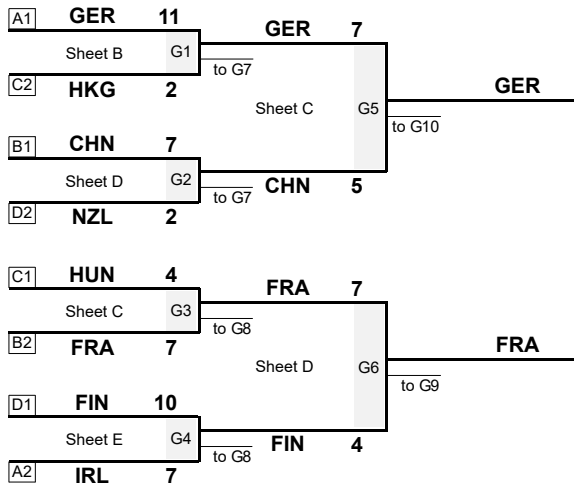 A1 GER 11
GER 7
Sheet B G1
to G7
C2 HKG 2
GER
Sheet C G5
to G10
B1 CHN 7
Sheet D G2
to G7
CHN 5
D2 NZL 2
C1 HUN 4
FRA 7
Sheet C G3
to G8
B2 FRA 7
FRA
Sheet D G6
to G9
D1 FIN 10
Sheet E G4
to G8
FIN 4
A2 IRL 7